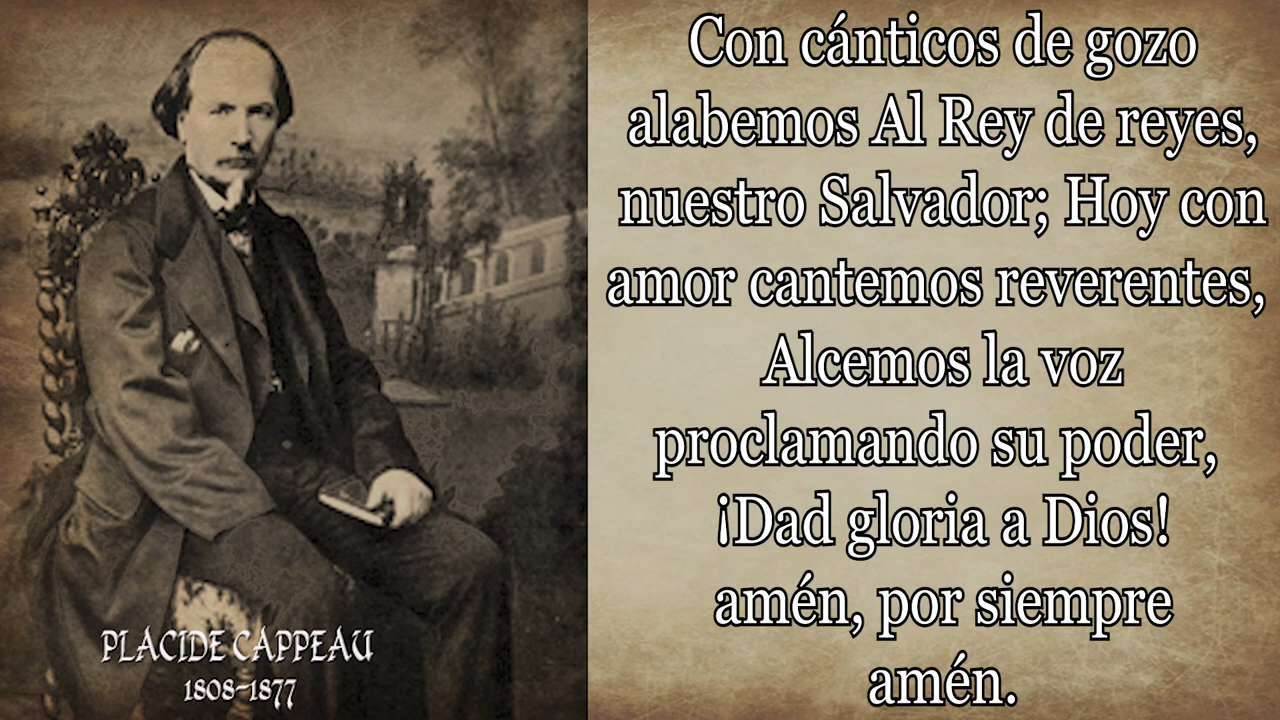 Con cánticos de gozo
alabemos Al Rey de reyes,
nuestro Salvador; Hoy con
amor cantemos reverentes,
Alcemos la voz
proclamando su poder,
¡Dad gloria a Dios!
amén, por siempre
amén.
PLACIDE CAPPEAU
1808-1877